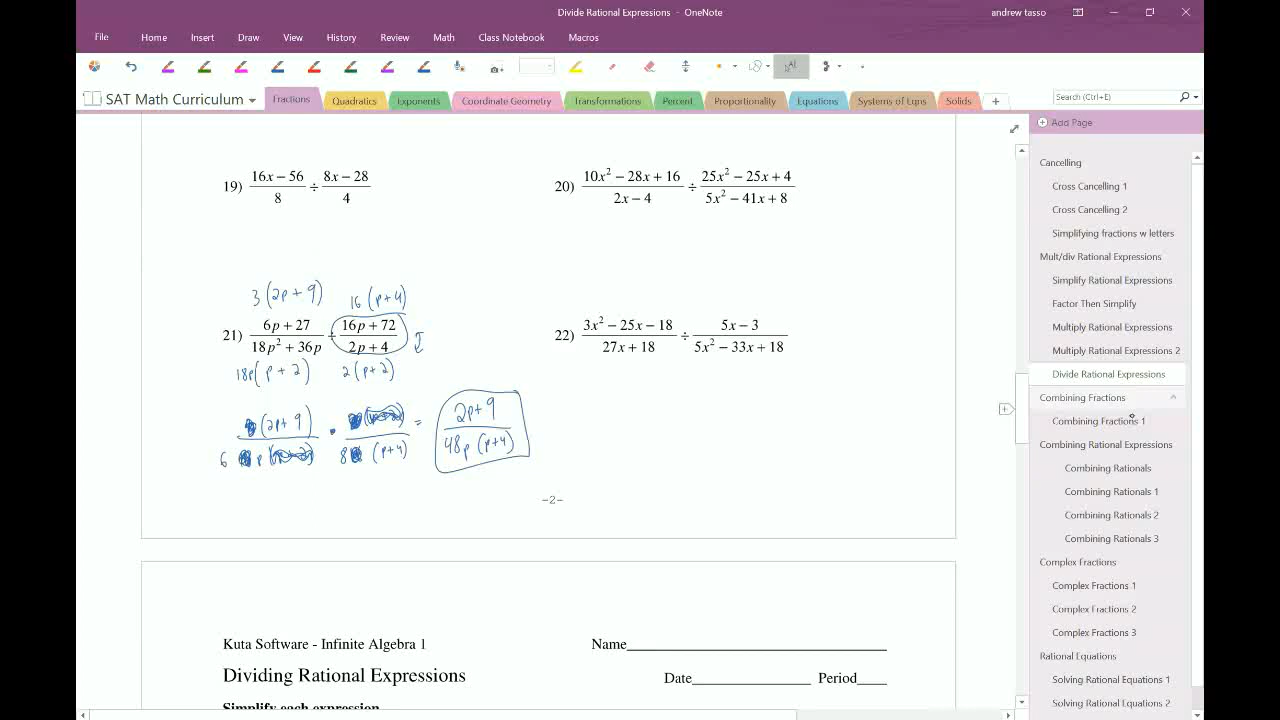 Divide Rational Expressions - OneNote
andrew tasso
File Home Insert Draw View History Review Math Class Notebook Macros
SAT Math Curriculum
Fractions Quadratics Exponents Coordinate Geometry Transformations Percent Proportionality Equations Systems of Eqns Solids +
Search (Ctrl+E)
Add Page
Cancelling
Cross Cancelling 1
Cross Cancelling 2
Simplifying fractions w letters
Mult/div Rational Expressions
Simplify Rational Expressions
Factor Then Simplify
Multiply Rational Expressions
Multiply Rational Expressions 2
Divide Rational Expressions
Combining Fractions
Combining Fractions 1
Combining Rational Expressions
Combining Rationals
Combining Rationals 1
Combining Rationals 2
Combining Rationals 3
Complex Fractions
Complex Fractions 1
Complex Fractions 2
Complex Fractions 3
Rational Equations
Solving Rational Equations 1
Solving Rational Equations 2
19) (16x − 56)/8 ÷ (8x − 28)/4
20) (10x² − 28x + 16)/(2x − 4) ÷ (25x² − 25x + 4)/(5x² − 41x + 8)
3(2p + 9) 16(p+4)
21) (6p + 27)/(18p² + 36p) ÷ (16p + 72)/(2p + 4)
18p(p + 2) 2(p+2)
22) (3x² − 25x − 18)/(27x + 18) ÷ (5x − 3)/(5x² − 33x + 18)
(2p+9) = 2p+9
6 p 8 (p+4) 48p(p+4)
-2-
Kuta Software - Infinite Algebra 1
Name
Dividing Rational Expressions
Date Period
Simplify each expression